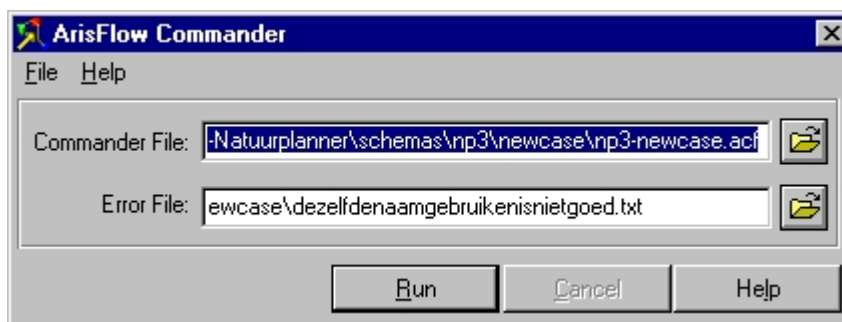 ArisFlow Commander
File Help
Commander File: -Natuurplanner\schemas\np3\newcase\np3-newcase.acf
Error File: ewcase\dezelfdenaamgebruikenisnietgoed.txt
Run Cancel Help